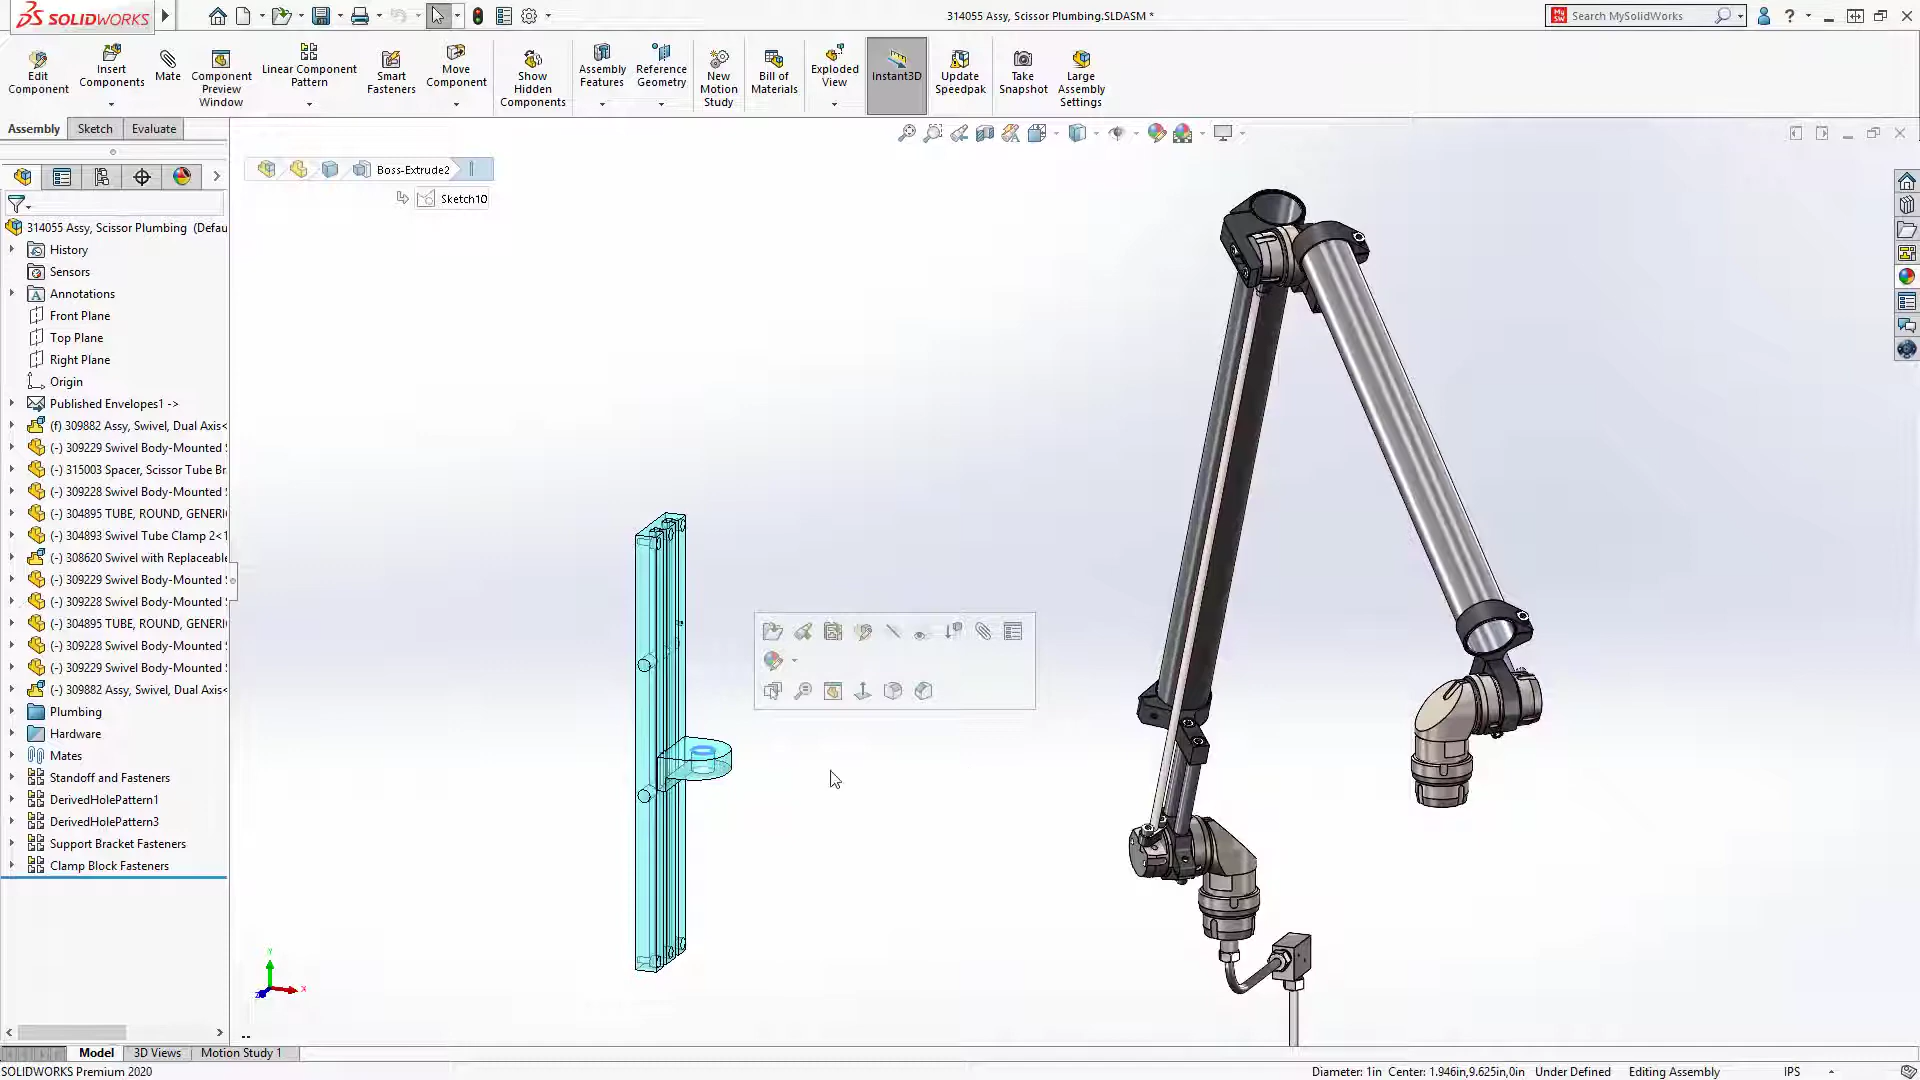 SOLIDWORKS
314055 Assy, Scissor Plumbing.SLDASM *
Search MySolidWorks
Edit Component
Insert Components
Mate
Component Preview Window
Linear Component Pattern
Smart Fasteners
Move Component
Show Hidden Components
Assembly Features
Reference Geometry
New Motion Study
Bill of Materials
Exploded View
Instant3D
Update Speedpak
Take Snapshot
Large Assembly Settings
Assembly
Sketch
Evaluate
Boss-Extrude2
Sketch10
314055 Assy, Scissor Plumbing (Defau
History
Sensors
Annotations
Front Plane
Top Plane
Right Plane
Origin
Published Envelopes1 ->
(f) 309882 Assy, Swivel, Dual Axis<
(-) 309229 Swivel Body-Mounted
(-) 315003 Spacer, Scissor Tube Br
(-) 309228 Swivel Body-Mounted
(-) 304895 TUBE, ROUND, GENERI
(-) 304893 Swivel Tube Clamp 2<1
(-) 308620 Swivel with Replaceable
(-) 309229 Swivel Body-Mounted
(-) 309228 Swivel Body-Mounted
(-) 304895 TUBE, ROUND, GENERI
(-) 309228 Swivel Body-Mounted
(-) 309229 Swivel Body-Mounted
(-) 309882 Assy, Swivel, Dual Axis<
Plumbing
Hardware
Mates
Standoff and Fasteners
DerivedHolePattern1
DerivedHolePattern3
Support Bracket Fasteners
Clamp Block Fasteners
Y
X
Z
Model
3D Views
Motion Study 1
SOLIDWORKS Premium 2020
Diameter: 1in Center: 1.946in,9.625in,0in
Under Defined
Editing Assembly
IPS